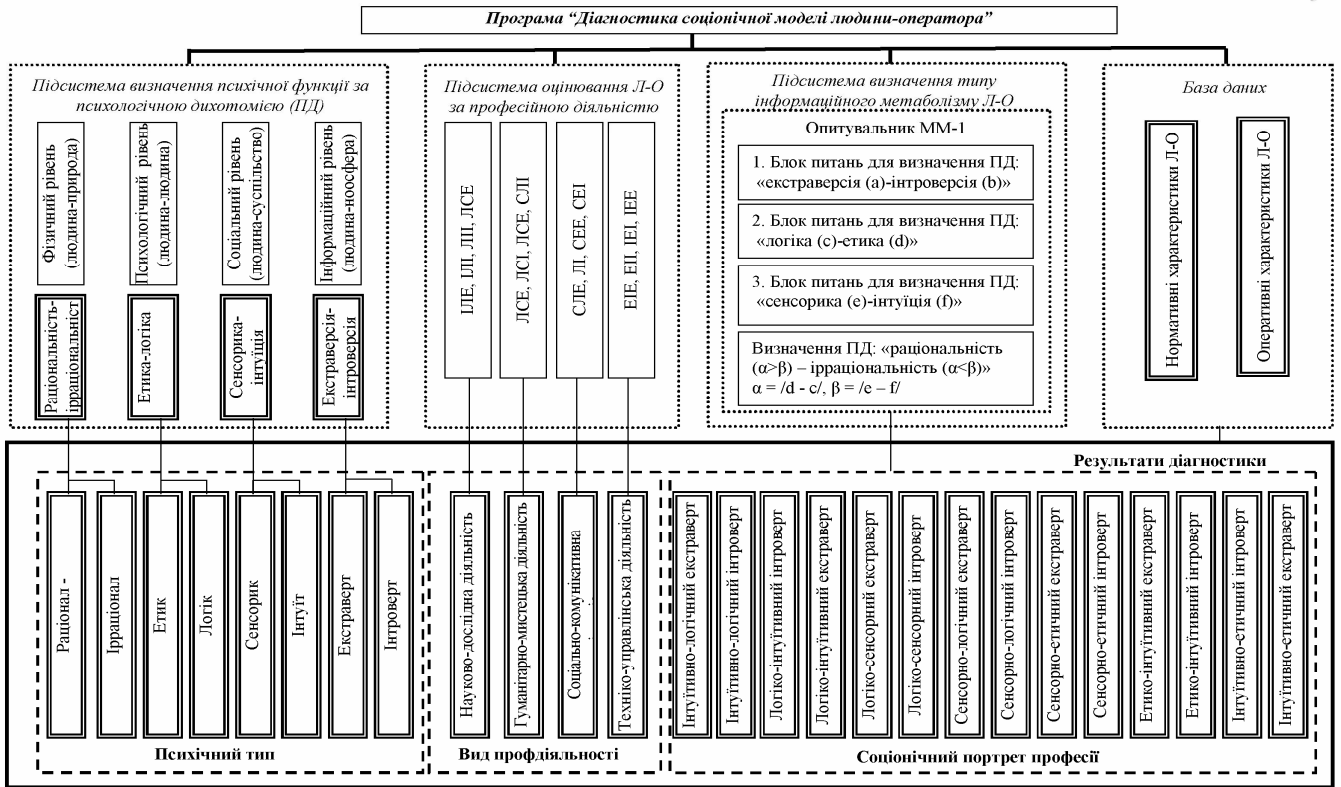 Програма “Діагностика соціонічної моделі людини-оператора”
Підсистема визначення психічної функції за
психологічною дихотомією (ПД)
Фізичний рівень
(людина-природа)
Психологічний рівень
(людина-людина)
Соціальний рівень
(людина-суспільство)
Інформаційний рівень
(людина-ноосфера)
Раціональність-
ірраціональніст
Етика-логіка
Сенсорика-
інтуїція
Екстраверсія-
інтроверсія
Підсистема оцінювання Л-О
за професійною діяльністю
ІЛЕ, ІЛІ, ЛІІ, ЛСЕ
ЛСЕ, ЛСІ, ЛСЕ, СЛІ
СЛЕ, ЛІ, СЕЕ, СЕІ
ЕІЕ, ЕІІ, ІЕІ, ІЕЕ
Підсистема визначення типу
інформаційного метаболізму Л-О
Опитувальник ММ-1
1. Блок питань для визначення ПД:
«екстраверсія (a)-інтроверсія (b)»
2. Блок питань для визначення ПД:
«логіка (c)-етика (d)»
3. Блок питань для визначення ПД:
«сенсорика (e)-інтуїція (f)»
Визначення ПД: «раціональність
(α>β) – ірраціональність (α<β)»
α = /d - c/, β = /e – f/
База даних
Нормативні характеристики Л-О
Оперативні характеристики Л-О
Результати діагностики
Раціонал -
Ірраціонал
Етик
Логік
Сенсорик
Інтуїт
Екстраверт
Інтроверт
Психічний тип
Науково-дослідна діяльність
Гуманітарно-мистецька діяльність
Соціально-комунікативна
Техніко-управлінська діяльність
Вид профдіяльності
Інтуїтивно-логічний екстраверт
Інтуїтивно-логічний інтроверт
Логіко-інтуїтивний інтроверт
Логіко-інтуїтивний екстраверт
Логіко-сенсорний екстраверт
Логіко-сенсорний інтроверт
Сенсорно-логічний екстраверт
Сенсорно-логічний інтроверт
Сенсорно-етичний екстраверт
Сенсорно-етичний інтроверт
Етико-інтуїтивний екстраверт
Етико-інтуїтивний інтроверт
Інтуїтивно-етичний інтроверт
Інтуїтивно-етичний екстраверт
Соціонічний портрет професії